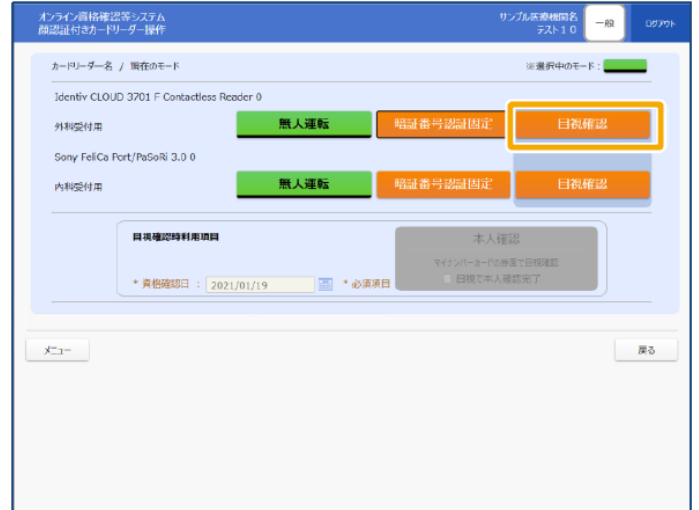 オンライン資格確認等システム
顔認証付きカードリーダー操作
サンプル医療機関名
テスト10
一般
ログアウト
カードリーダー名 / 現在のモード
※選択中のモード:
Identiv CLOUD 3701 F Contactless Reader 0
外科受付用
無人運転
暗証番号認証固定
目視確認
Sony FeliCa Port/PaSoRi 3.0 0
内科受付用
無人運転
暗証番号認証固定
目視確認
目視確認時利用項目
* 資格確認日 : 2021/01/19
* 必須項目
本人確認
マイナンバーカードの券面で目視確認
目視で本人確認完了
メニュー
戻る